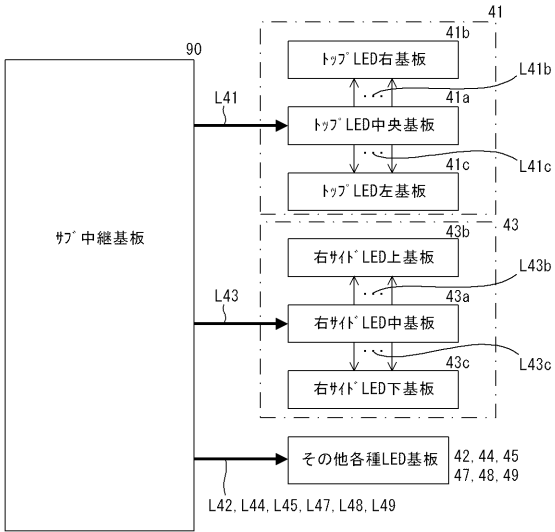 41
90
41b
トップLED右基板
L41b
L41
41a
トップLED中央基板
L41c
41c
トップLED左基板
43
43b
右サイドLED上基板
サブ中継基板
L43b
L43
43a
右サイドLED中基板
L43c
43c
右サイドLED下基板
その他各種LED基板
42, 44, 45
47, 48, 49
L42, L44, L45, L47, L48, L49